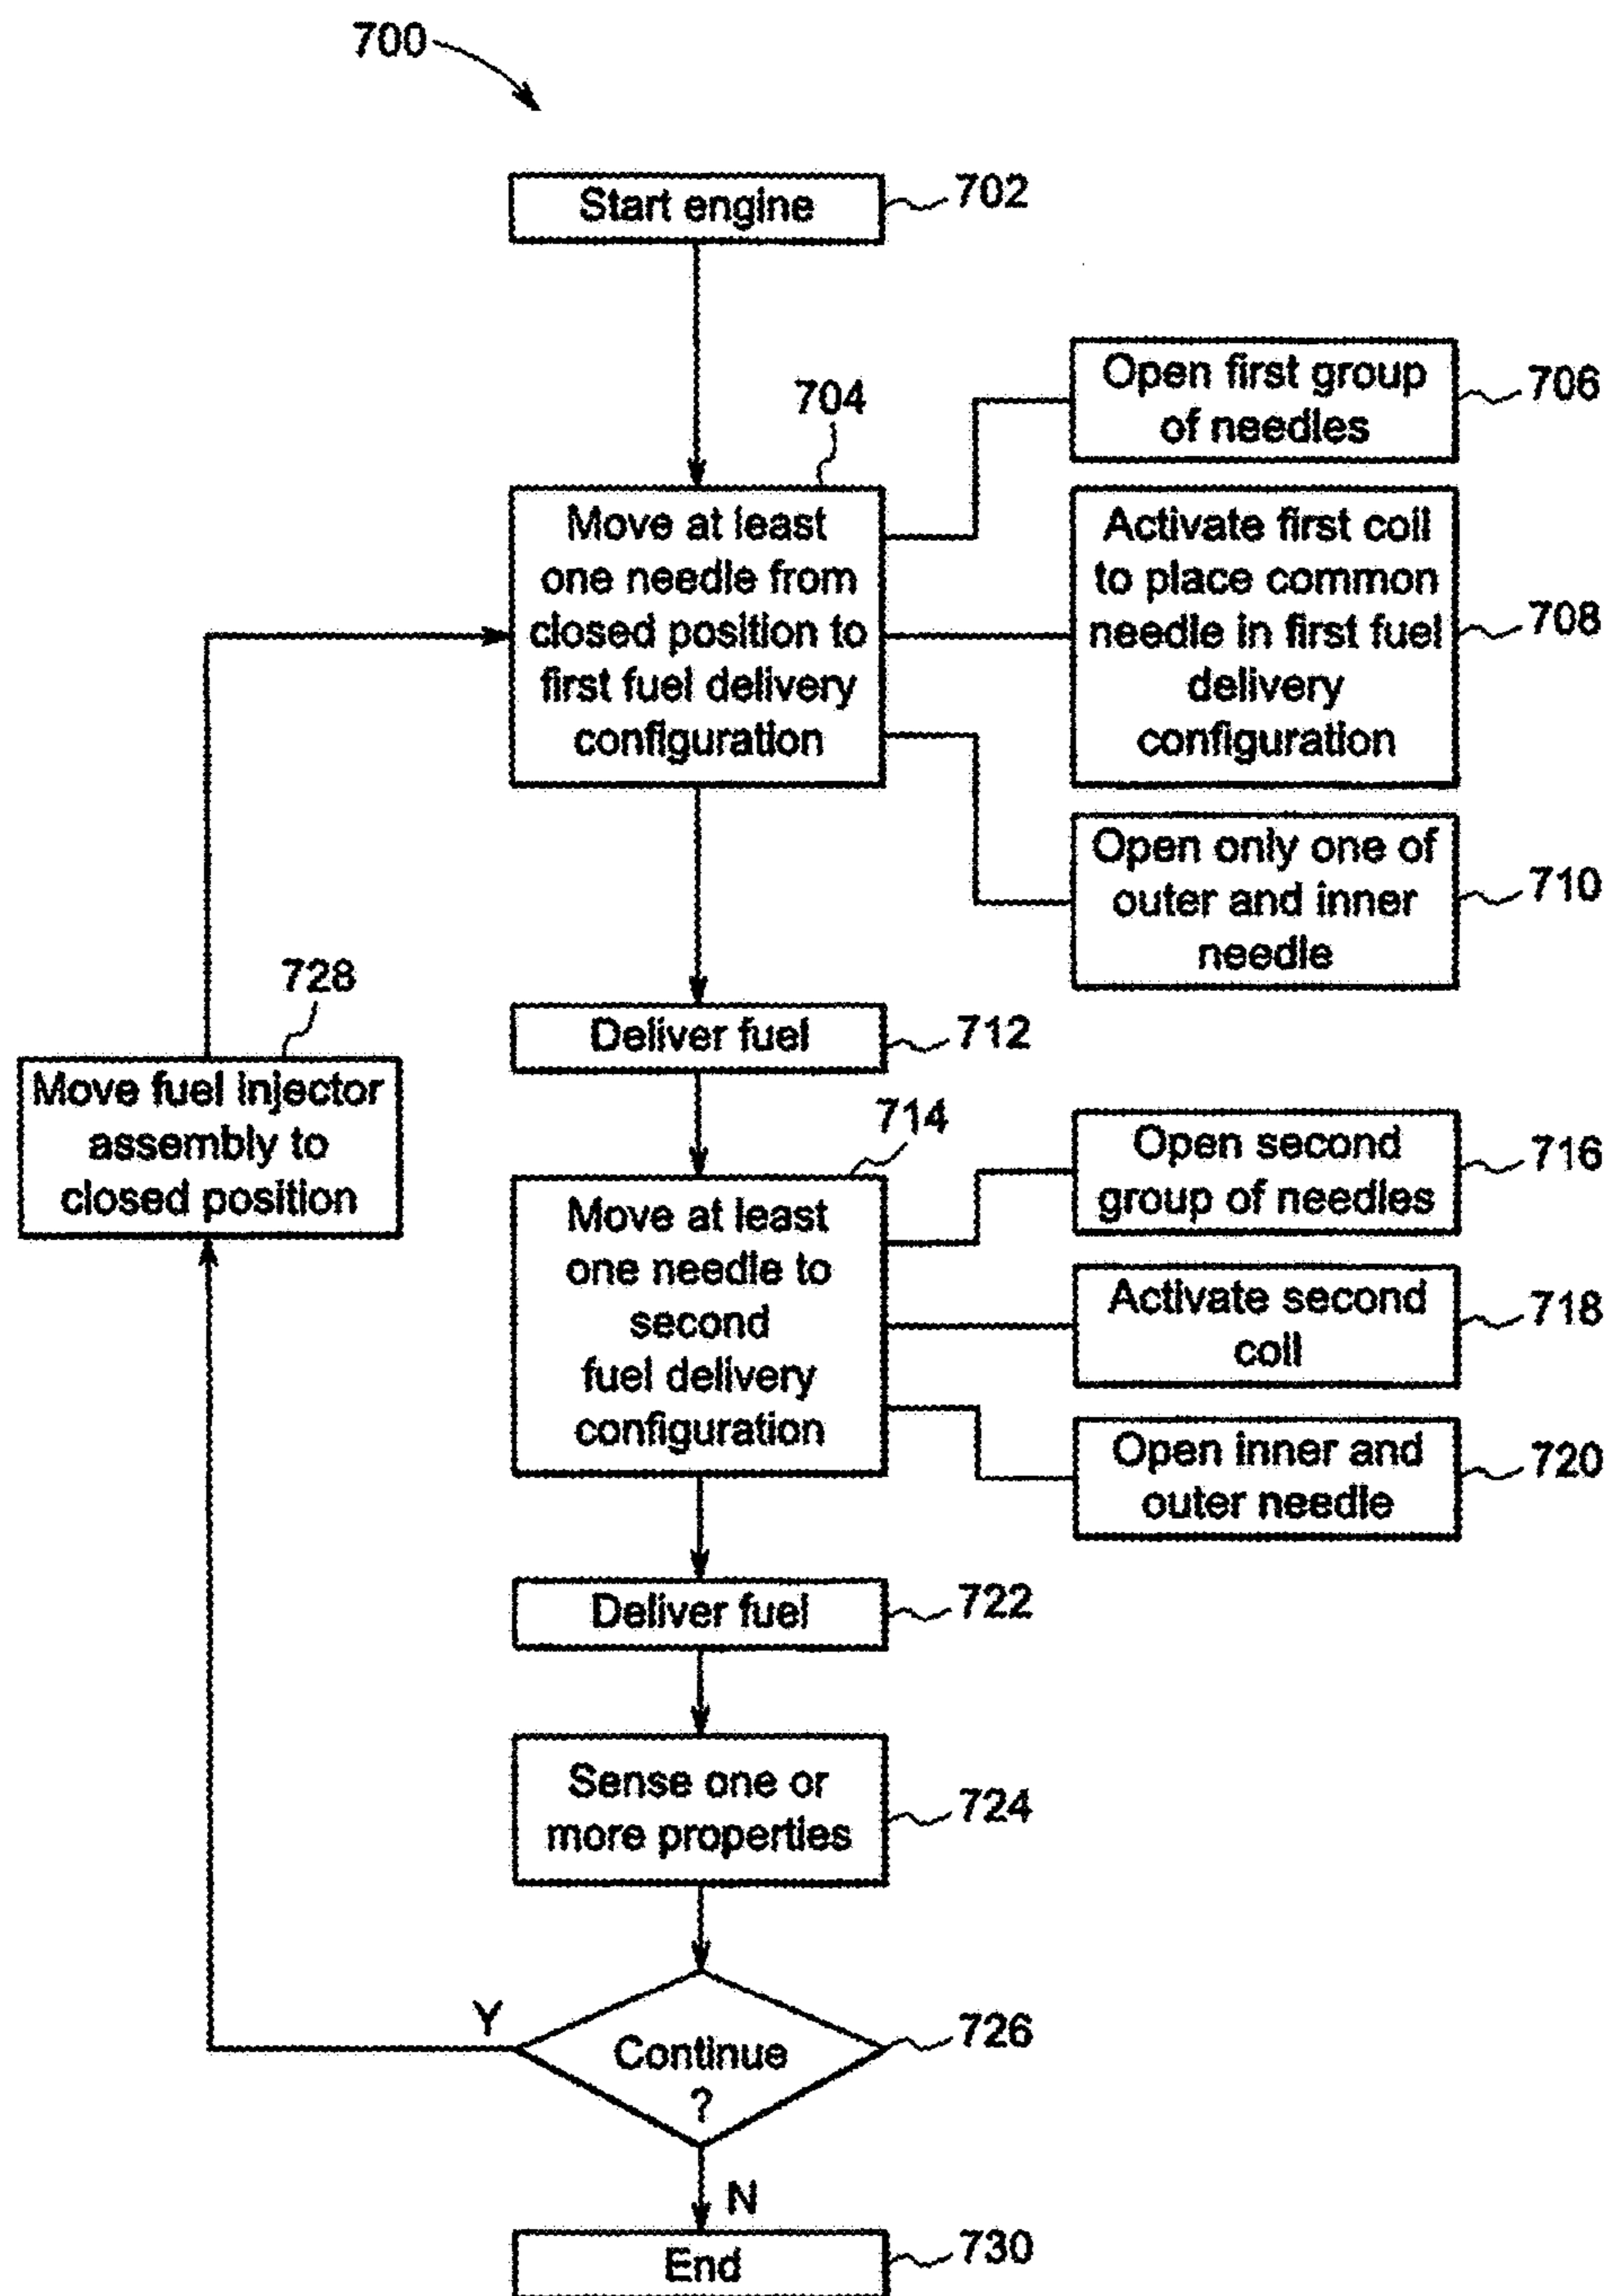 700
Start engine
702
704
Move at least
one needle from
closed position to
first fuel delivery
configuration
Open first group
of needles
706
Activate first coil
to place common
needle in first fuel
delivery
configuration
708
Open only one of
outer and inner
needle
710
728
Move fuel injector
assembly to
closed position
Deliver fuel
712
714
Move at least
one needle to
second
fuel delivery
configuration
Open second
group of needles
716
Activate second
coil
718
Open inner and
outer needle
720
Deliver fuel
722
Sense one or
more properties
724
Y
Continue
?
726
N
End
730